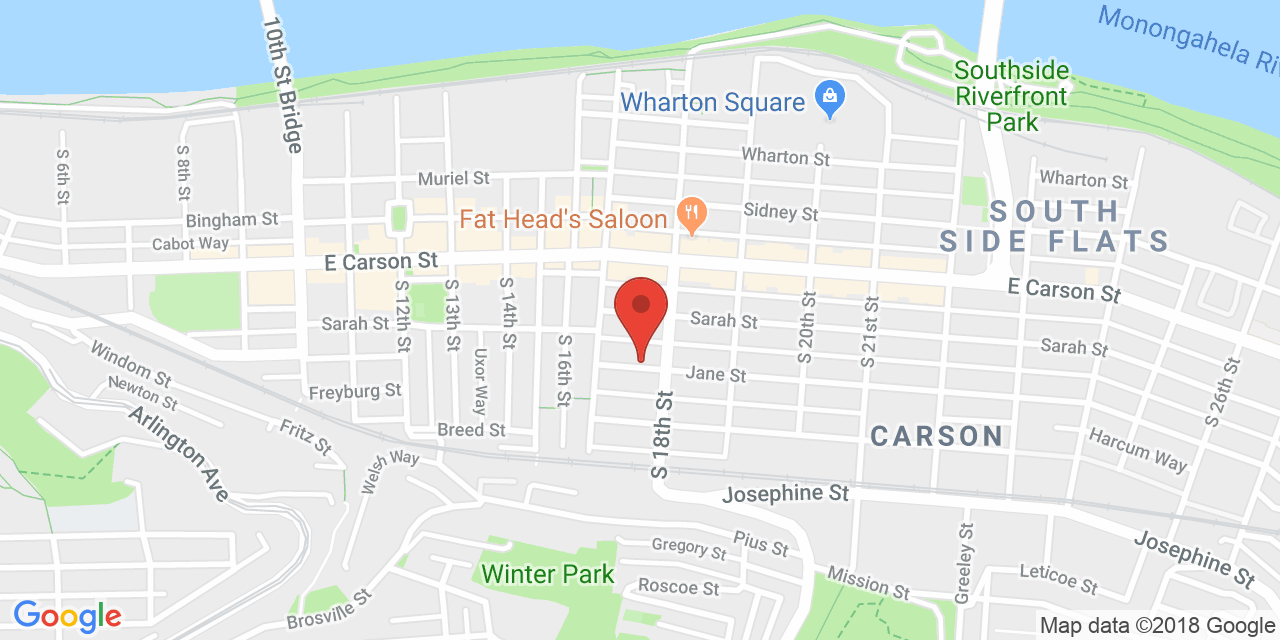 10th St Bridge
Monongahela Riv
Southside
Riverfront
Park
Wharton Square
S 6th St
S 8th St
Wharton St
Muriel St
Wharton St
Bingham St
Sidney St
Fat Head's Saloon
SOUTH
SIDE FLATS
Cabot Way
E Carson St
E Carson St
S 12th St
S 13th St
S 14th St
Sarah St
Sarah St
S 20th St
S 21st St
Sarah St
Windom St
Newton St
Uxor Way
S 16th St
Jane St
Freyburg St
S 26th St
Arlington Ave
Fritz St
Breed St
S 18th St
CARSON
Harcum Way
Welsh Way
Josephine St
Josephine St
Pius St
Gregory St
Greeley St
Winter Park
Roscoe St
Mission St
Leticoe St
Brosville St
Google
Map data ©2018 Google